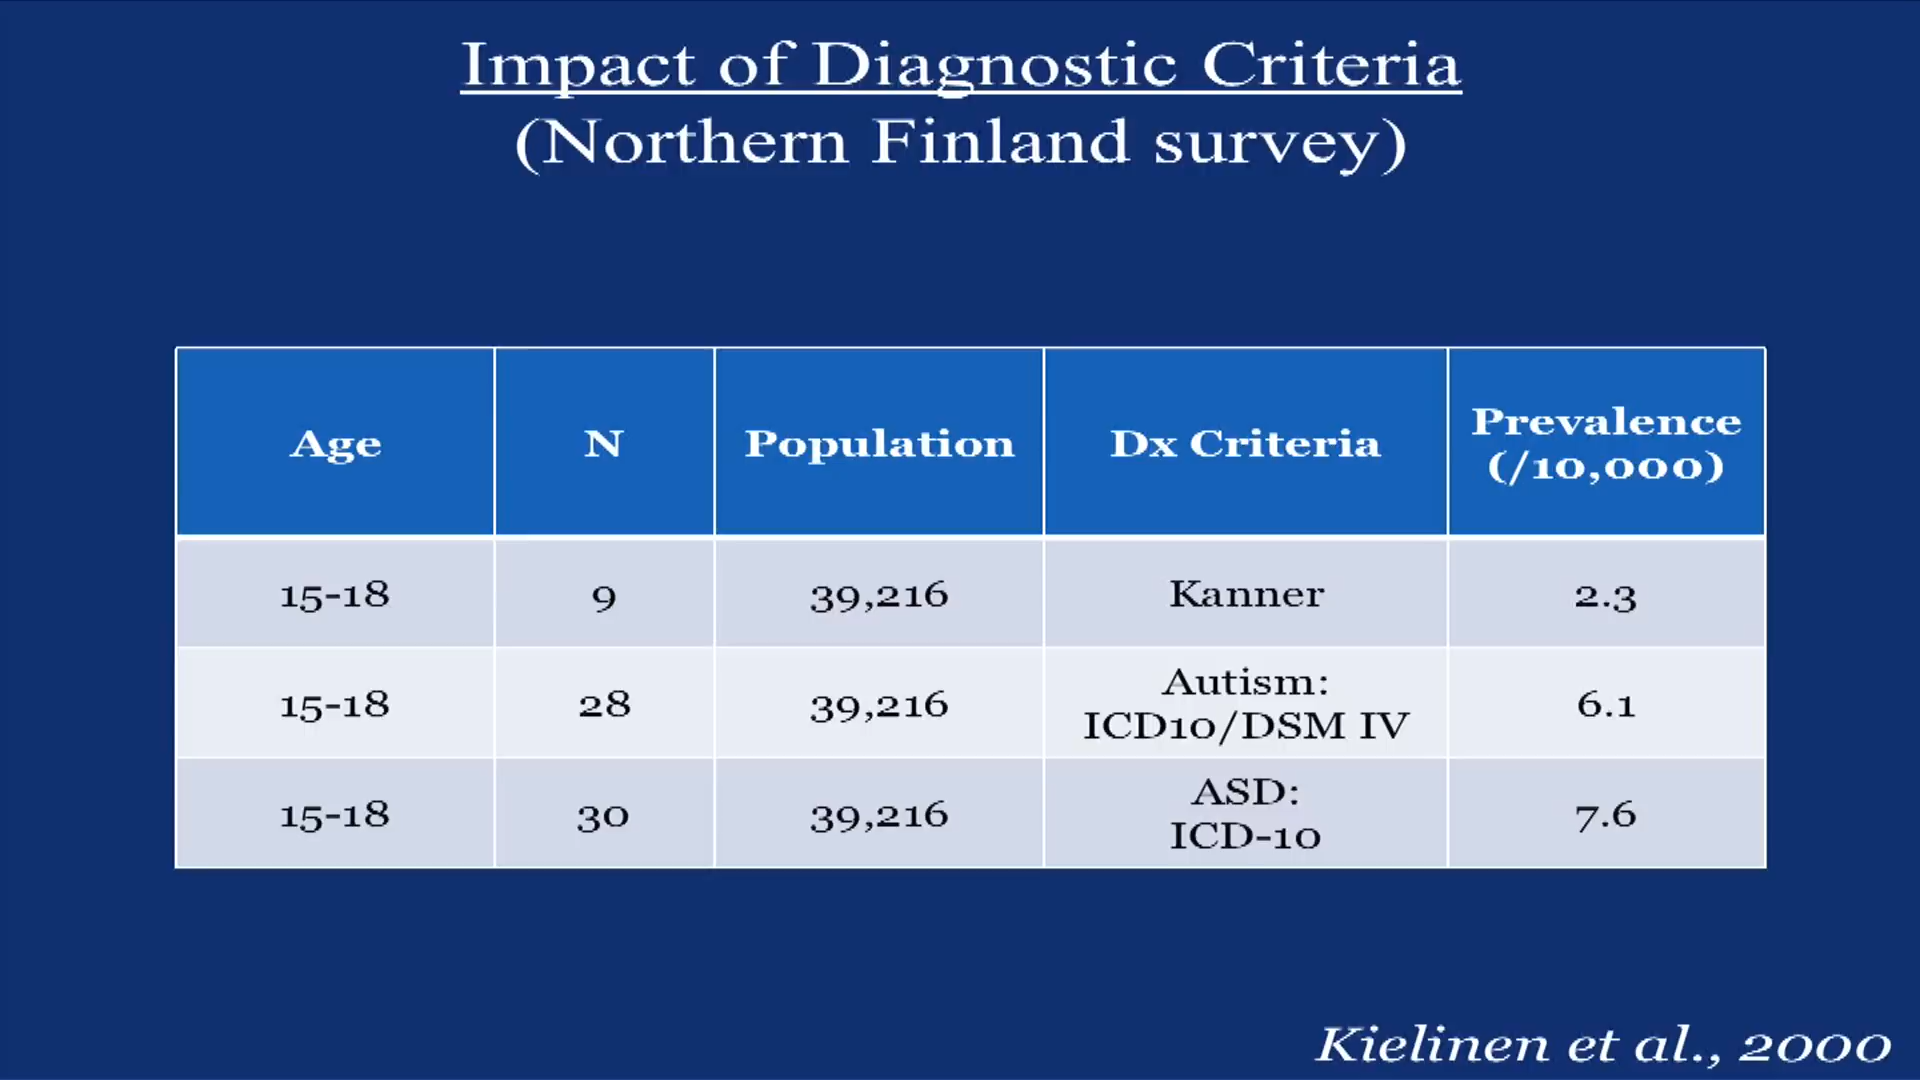 Impact of Diagnostic Criteria
(Northern Finland survey)
Age N Population Dx Criteria Prevalence (/10,000)
15-18 9 39,216 Kanner 2.3
15-18 28 39,216 Autism: ICD10/DSM IV 6.1
15-18 30 39,216 ASD: ICD-10 7.6
Kielinen et al., 2000